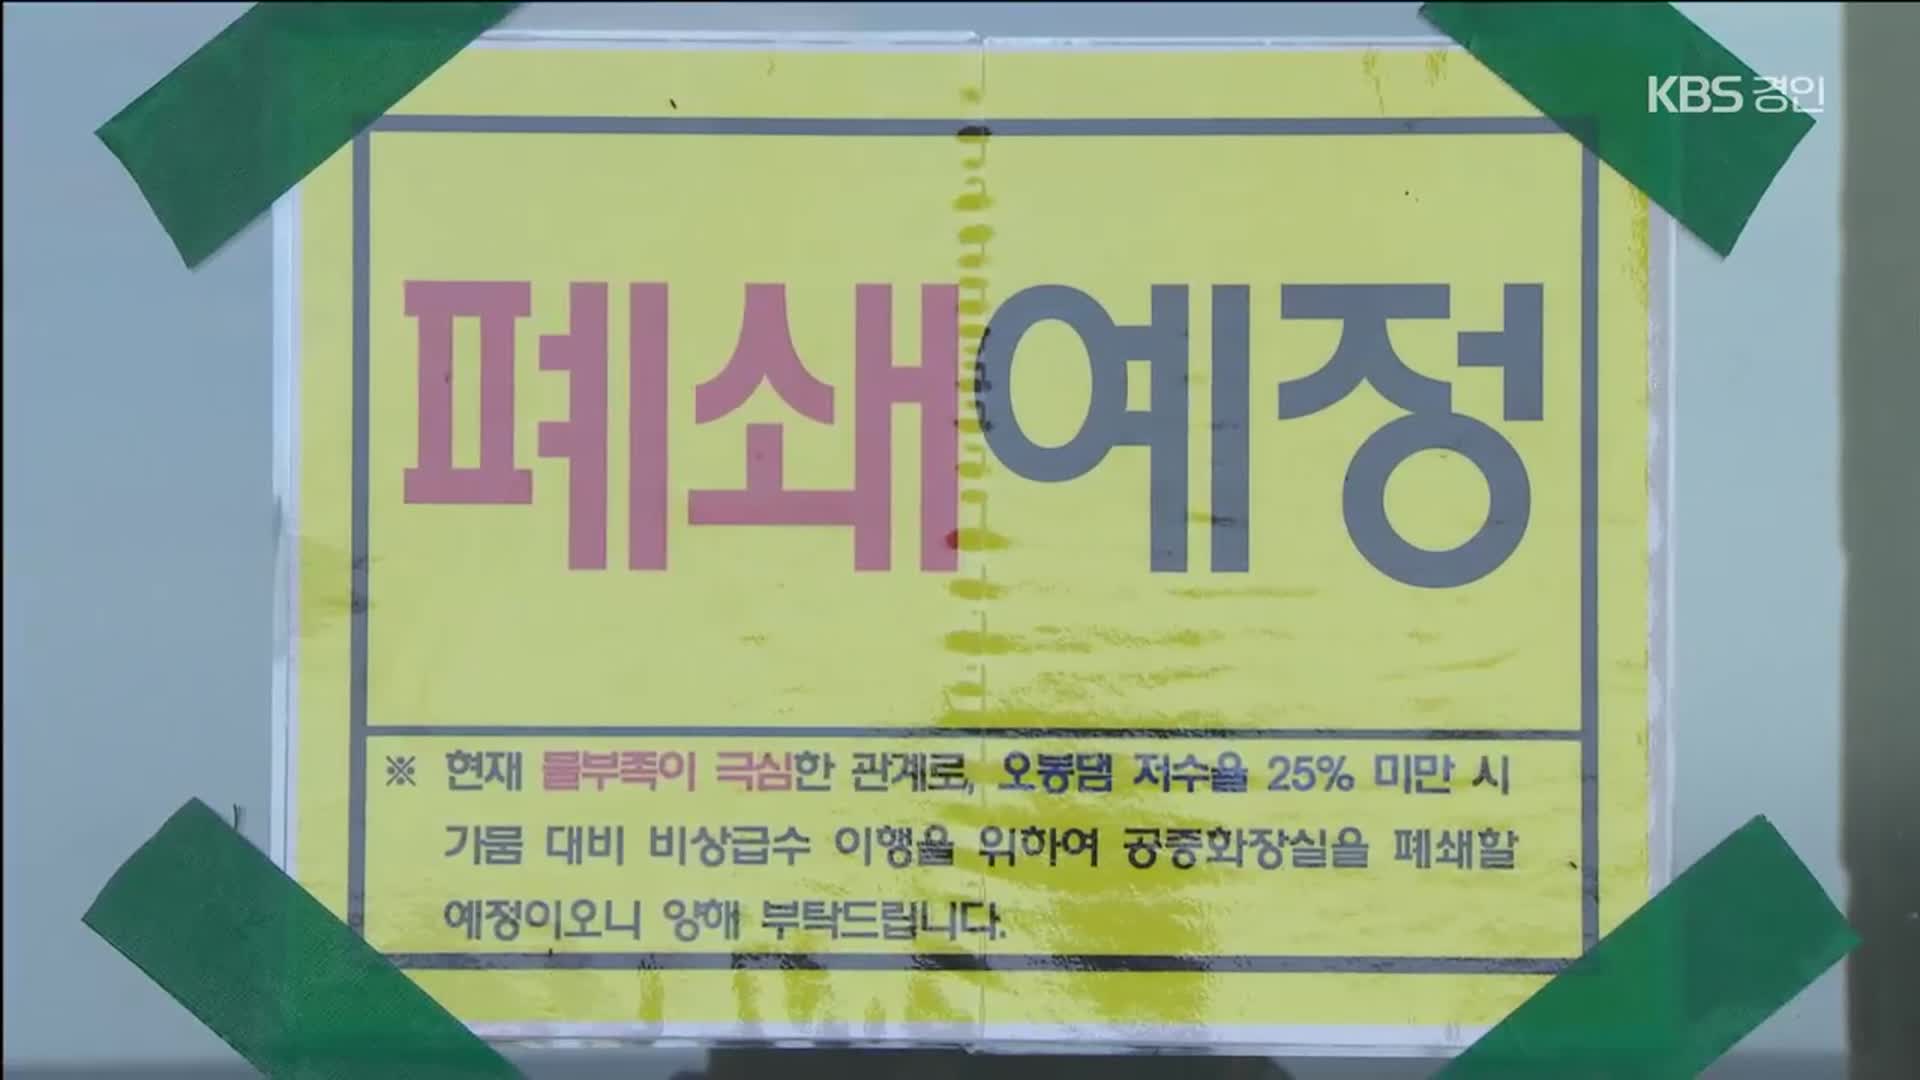 KBS 경인
폐쇄예정
※ 현재 물부족이 극심한 관계로, 오봉댐 저수율 25% 미만 시
가뭄 대비 비상급수 이행을 위하여 공중화장실을 폐쇄할
예정이오니 양해 부탁드립니다.